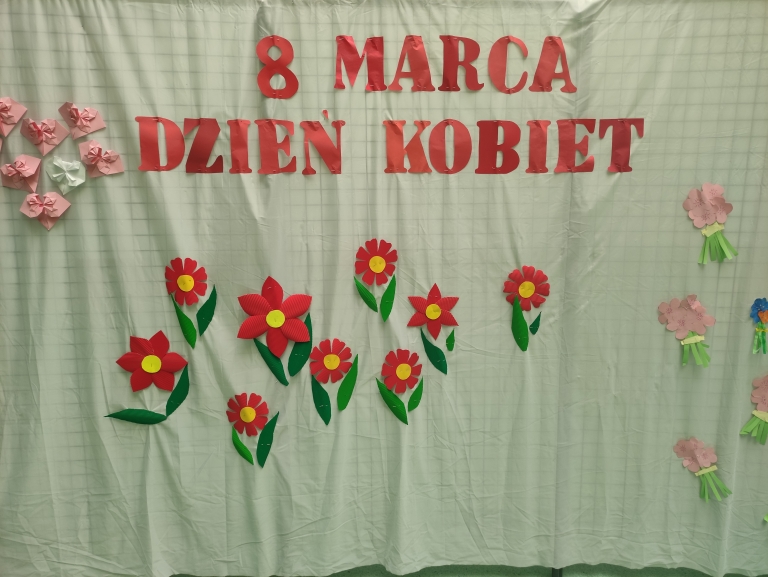 8 MARCA
DZIEŃ KOBIET